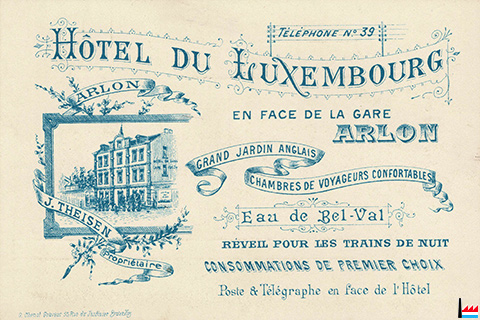 TÉLÉPHONE Nº 39
HÔTEL DU LUXEMBOURG
ARLON
EN FACE DE LA GARE
ARLON
GRAND JARDIN ANGLAIS
CHAMBRES DE VOYAGEURS CONFORTABLES
J. THEISEN
Propriétaire
Eau de Bel-Val
RÉVEIL POUR LES TRAINS DE NUIT
CONSOMMATIONS DE PREMIER CHOIX
Poste & Télégraphe en face de l'Hôtel